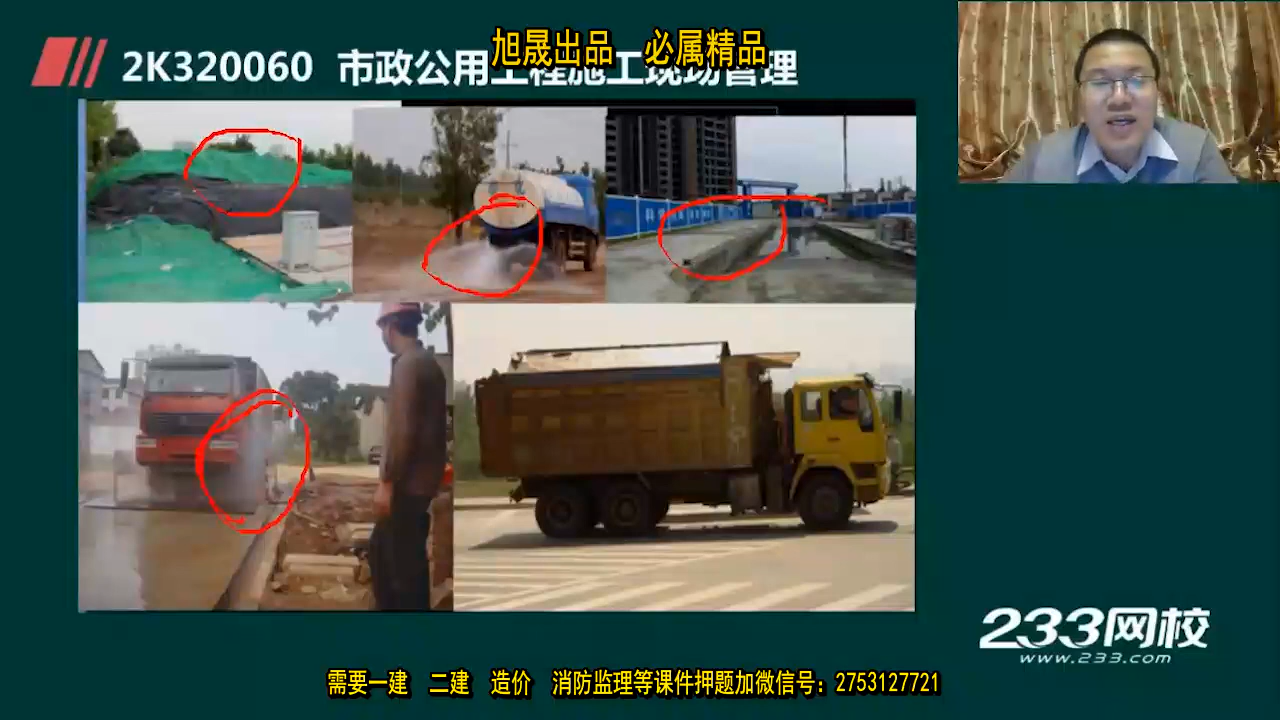 旭晟出品 必属精品
2K320060 市政公用工程施工现场管理
233网校
www.233.com
需要一建 二建 造价 消防监理等课件押题加微信号：2753127721